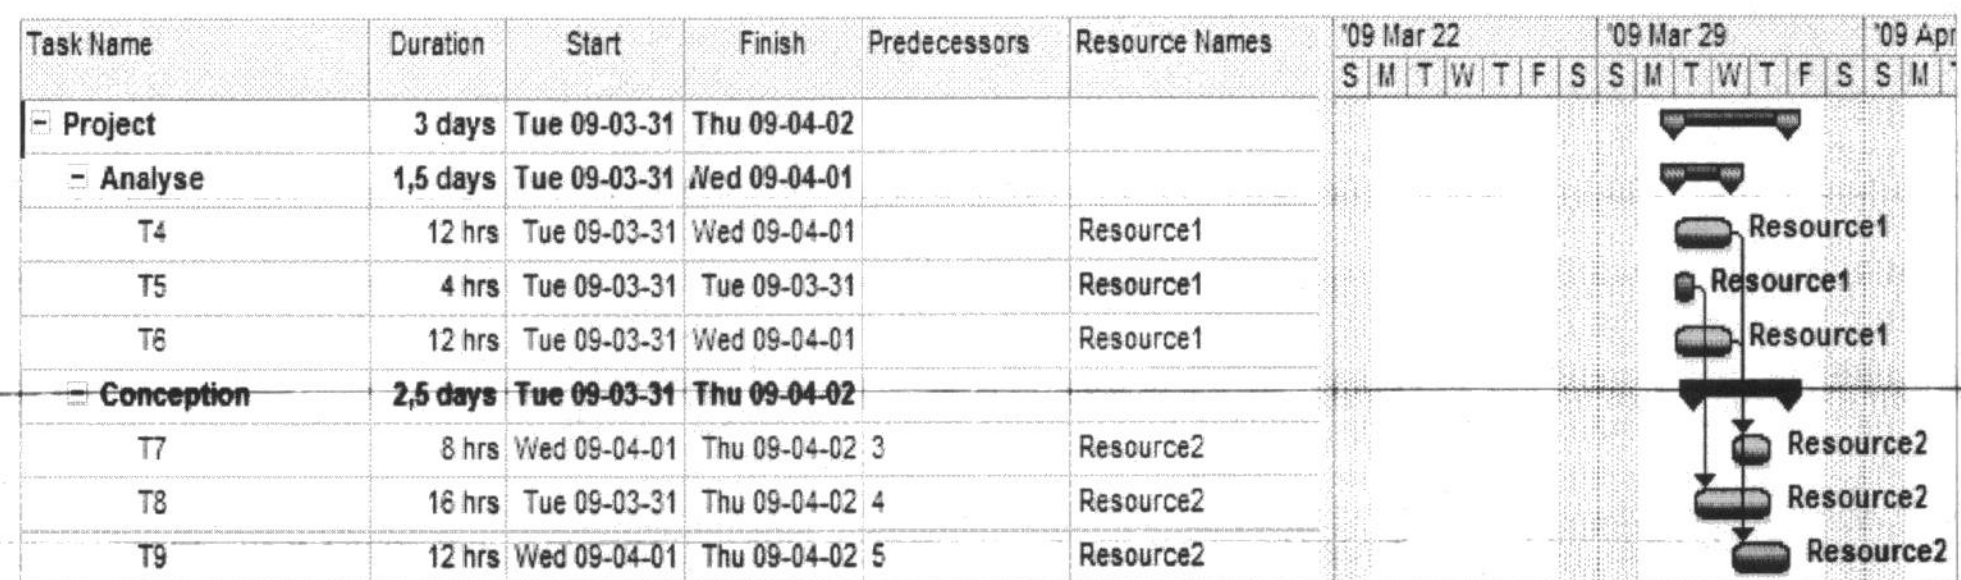 Task Name Duration Start Finish Predecessors Resource Names '09 Mar 22 '09 Mar 29 '09 Apr
S M T W T F S S M T W T F S S M
- Project 3 days Tue 09-03-31 Thu 09-04-02
- Analyse 1,5 days Tue 09-03-31 Wed 09-04-01
T4 12 hrs Tue 09-03-31 Wed 09-04-01 Resource1 Resource1
T5 4 hrs Tue 09-03-31 Tue 09-03-31 Resource1 Resource1
T6 12 hrs Tue 09-03-31 Wed 09-04-01 Resource1 Resource1
- Conception 2,5 days Tue 09-03-31 Thu 09-04-02
T7 8 hrs Wed 09-04-01 Thu 09-04-02 3 Resource2 Resource2
T8 16 hrs Tue 09-03-31 Thu 09-04-02 4 Resource2 Resource2
T9 12 hrs Wed 09-04-01 Thu 09-04-02 5 Resource2 Resource2